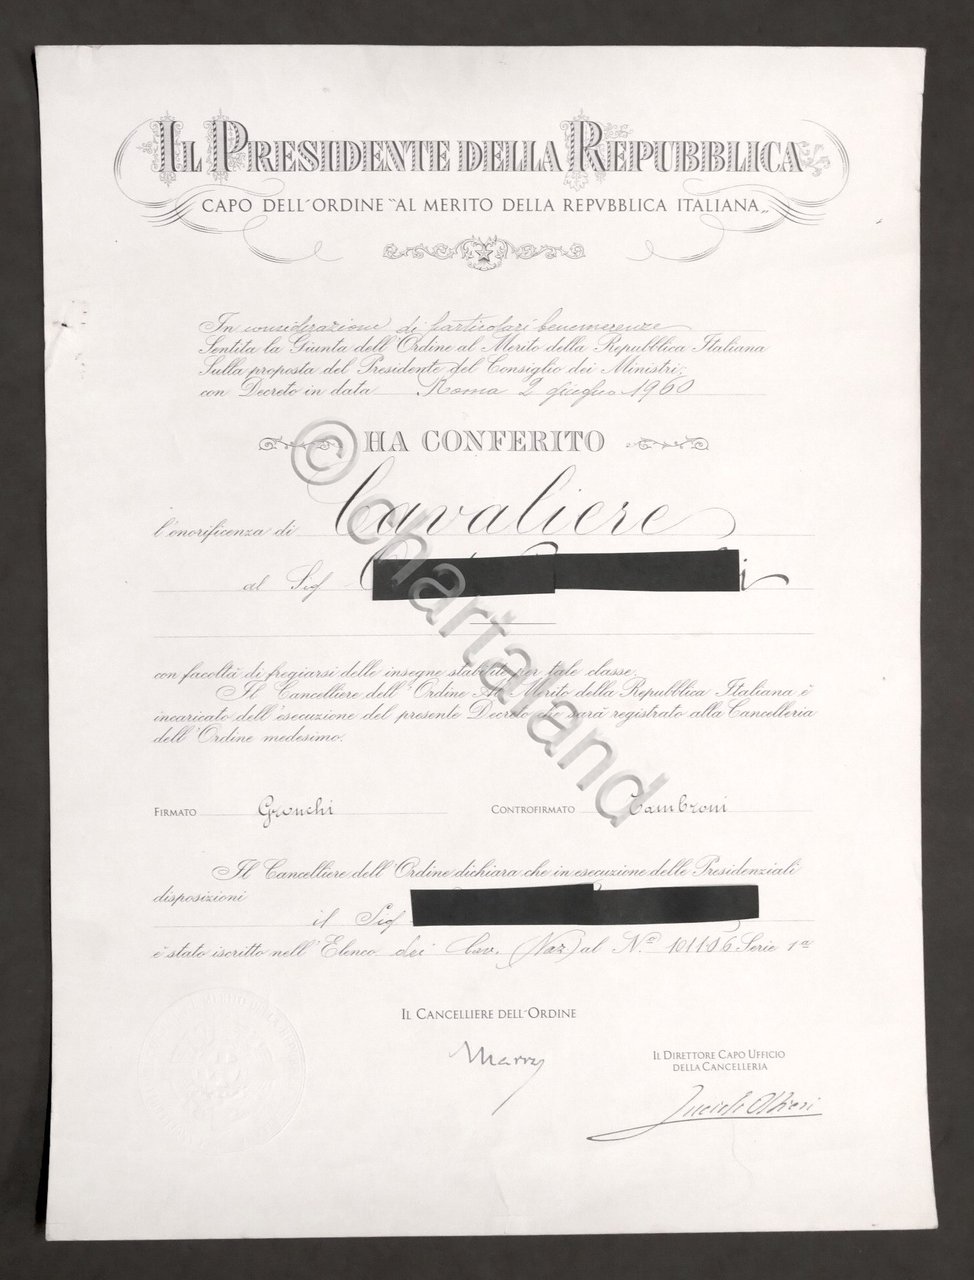 IL PRESIDENTE DELLA REPUBBLICA
CAPO DELL'ORDINE "AL MERITO DELLA REPVBBLICA ITALIANA„
In considerazione di particolari benemerenze
Sentita la Giunta dell'Ordine al Merito della Repubblica Italiana
Sulla proposta del Presidente del Consiglio dei Ministri;
con Decreto in data Roma 2 giugno 1960
HA CONFERITO
l'onorificenza di Cavaliere
al Sig
con facoltà di fregiarsi delle insegne stabilite per tale classe.
Il Cancelliere dell'Ordine Al Merito della Repubblica Italiana è
incaricato dell'esecuzione del presente Decreto che sarà registrato alla Cancelleria
dell'Ordine medesimo.
FIRMATO Gronchi CONTROFIRMATO Tambroni
Il Cancelliere dell'Ordine dichiara che in esecuzione delle Presidenziali
disposizioni
il Sig
è stato iscritto nell'Elenco dei Cav. (Naz) al N.º 101106 Serie 1ª
IL CANCELLIERE DELL'ORDINE
IL DIRETTORE CAPO UFFICIO
DELLA CANCELLERIA
© chartaland